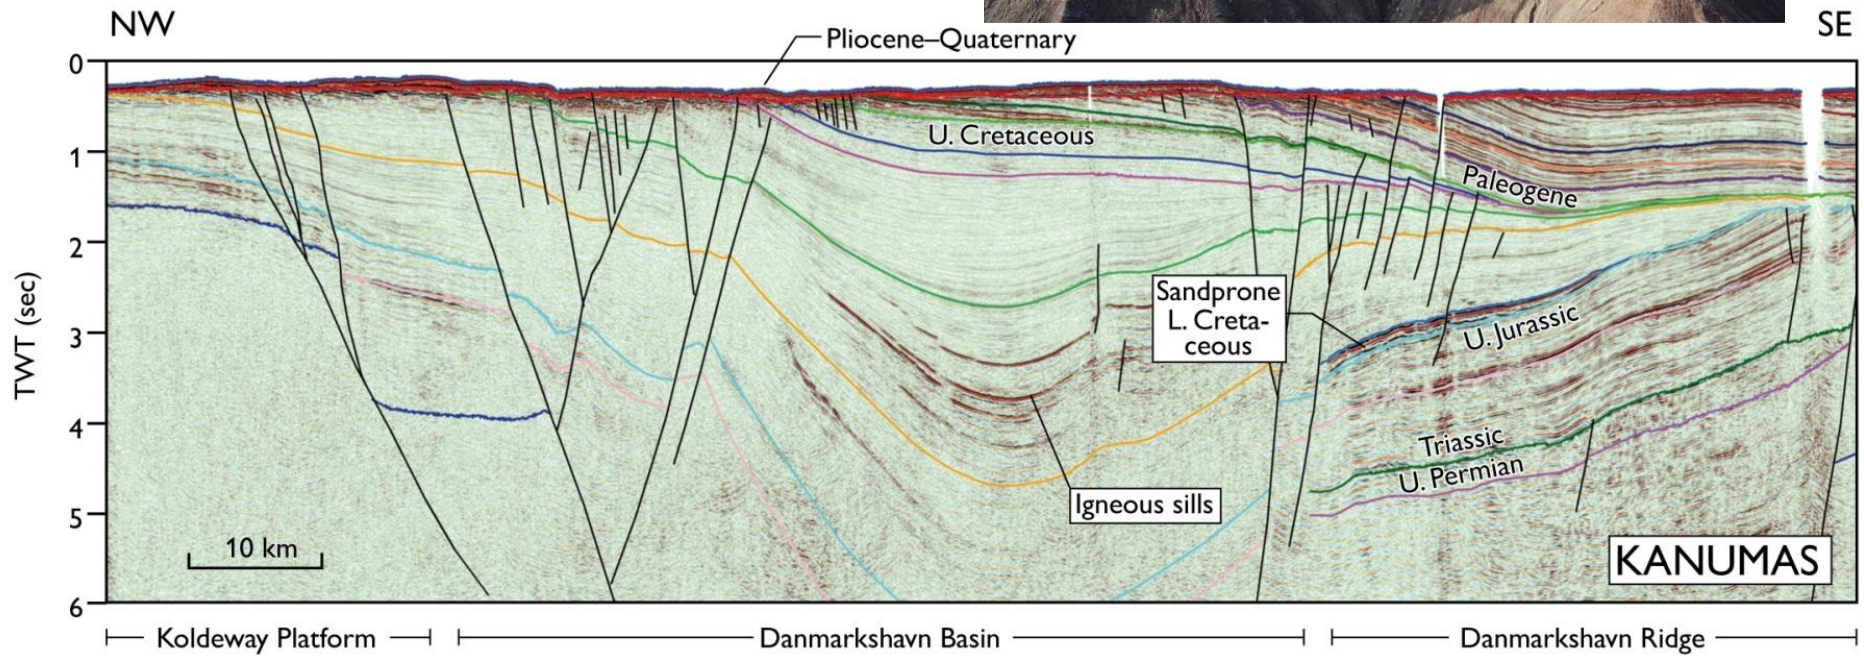 NW
SE
Pliocene–Quaternary
0
1
2
3
4
5
6
TWT (sec)
U. Cretaceous
Paleogene
Sandprone
L. Creta-
ceous
U. Jurassic
Triassic
U. Permian
Igneous sills
10 km
KANUMAS
Koldeway Platform
Danmarkshavn Basin
Danmarkshavn Ridge